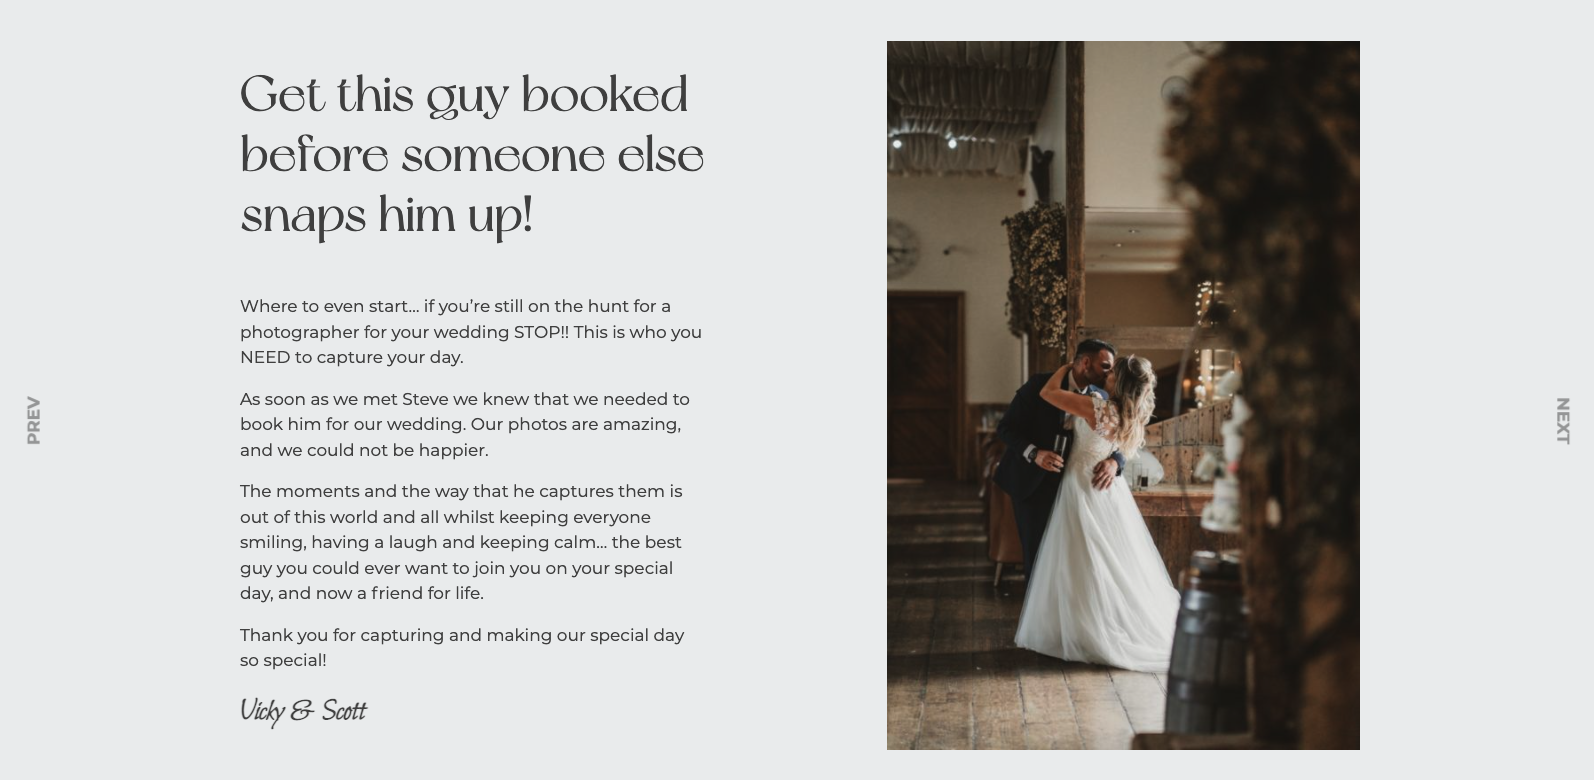 Get this guy booked
before someone else
snaps him up!
Where to even start... if you’re still on the hunt for a
photographer for your wedding STOP!! This is who you
NEED to capture your day.
As soon as we met Steve we knew that we needed to
book him for our wedding. Our photos are amazing,
and we could not be happier.
The moments and the way that he captures them is
out of this world and all whilst keeping everyone
smiling, having a laugh and keeping calm... the best
guy you could ever want to join you on your special
day, and now a friend for life.
Thank you for capturing and making our special day
so special!
Vicky & Scott
PREV
NEXT